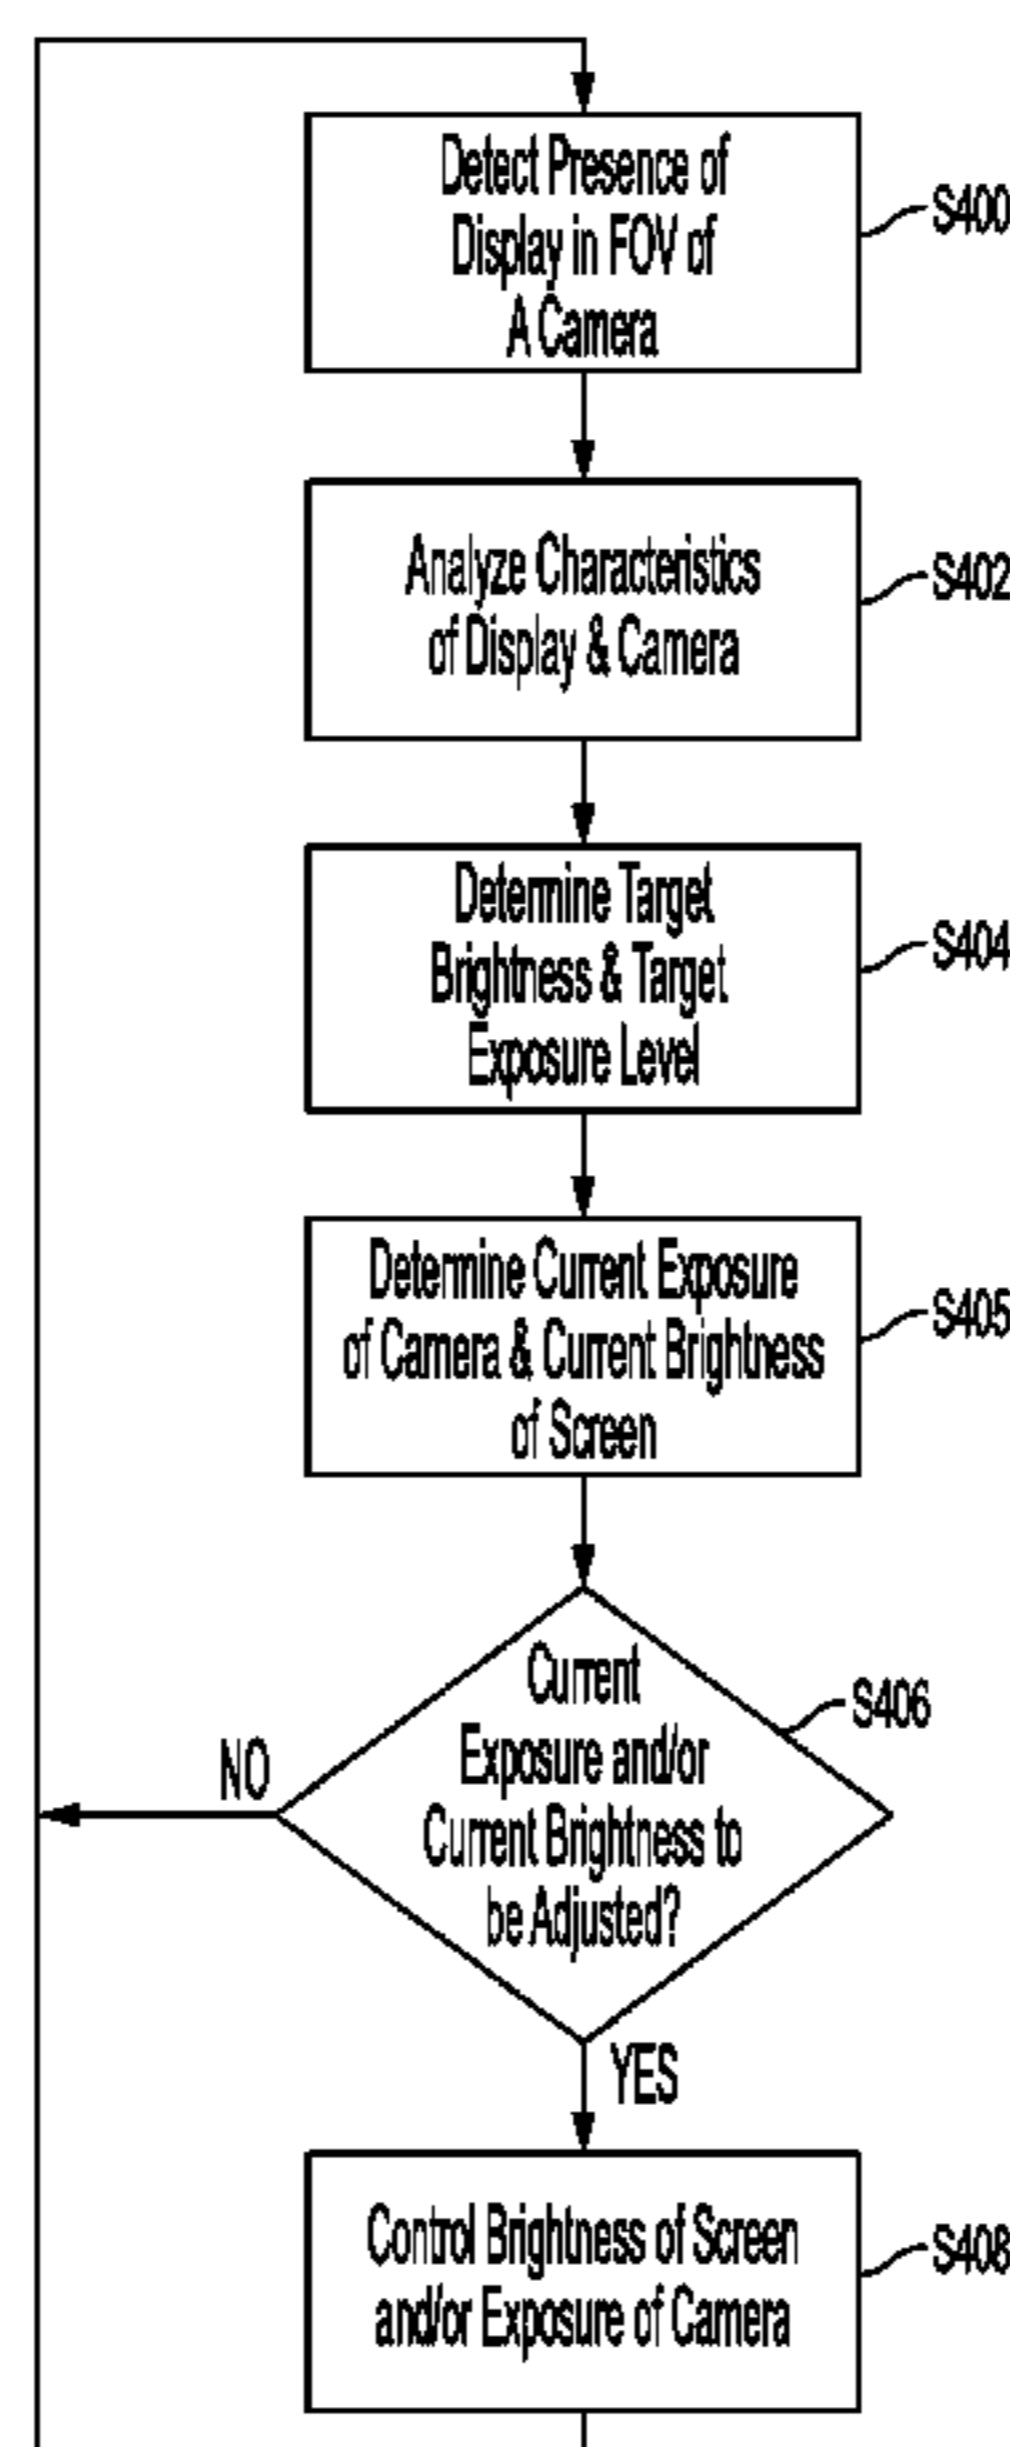 Detect Presence of
Display in FOV of
A Camera
S400
Analyze Characteristics
of Display & Camera
S402
Determine Target
Brightness & Target
Exposure Level
S404
Determine Current Exposure
of Camera & Current Brightness
of Screen
S405
Current
Exposure and/or
Current Brightness to
be Adjusted?
S406
NO
YES
Control Brightness of Screen
and/or Exposure of Camera
S408